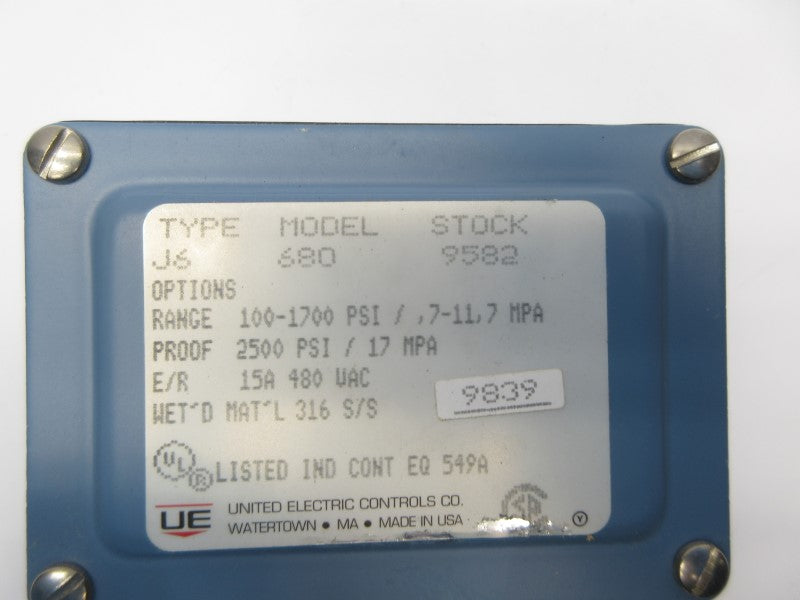 TYPE MODEL STOCK
J6 680 9582
OPTIONS
RANGE 100-1700 PSI / ,7-11,7 MPA
PROOF 2500 PSI / 17 MPA
E/R 15A 480 VAC
9839
WET'D MAT'L 316 S/S
UL R LISTED IND CONT EQ 549A
UE UNITED ELECTRIC CONTROLS CO.
WATERTOWN • MA • MADE IN USA
Y